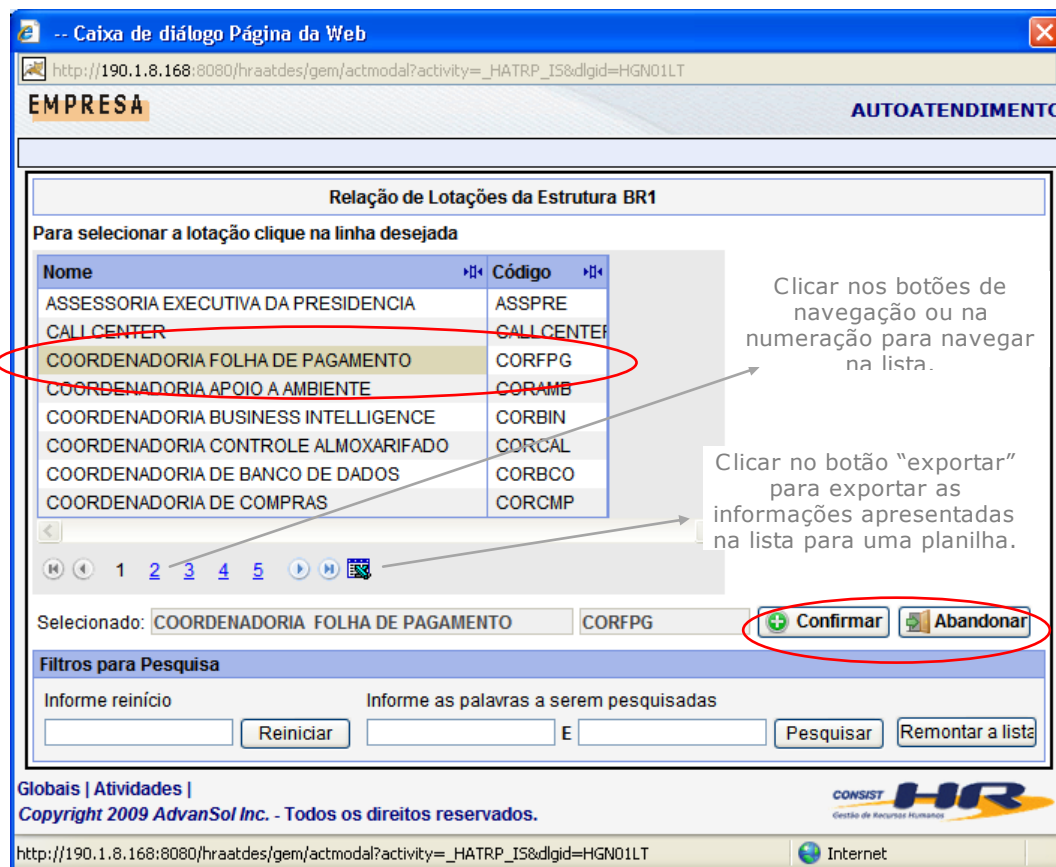 -- Caixa de diálogo Página da Web
http://190.1.8.168:8080/hraatdes/gem/actmodal?activity=_HATRP_IS&dlgid=HGN01LT
EMPRESA
AUTOATENDIMENTO
Relação de Lotações da Estrutura BR1
Para selecionar a lotação clique na linha desejada
Nome Código
ASSESSORIA EXECUTIVA DA PRESIDENCIA ASSPRE
CALLCENTER CALLCENTER
COORDENADORIA FOLHA DE PAGAMENTO CORFPG
COORDENADORIA APOIO A AMBIENTE CORAMB
COORDENADORIA BUSINESS INTELLIGENCE CORBIN
COORDENADORIA CONTROLE ALMOXARIFADO CORCAL
COORDENADORIA DE BANCO DE DADOS CORBCO
COORDENADORIA DE COMPRAS CORCMP
Clicar nos botões de
navegação ou na
numeração para navegar
na lista.
Clicar no botão “exportar”
para exportar as
informações apresentadas
na lista para uma planilha.
1 2 3 4 5
Selecionado: COORDENADORIA FOLHA DE PAGAMENTO CORFPG Confirmar Abandonar
Filtros para Pesquisa
Informe reinício Informe as palavras a serem pesquisadas
Reiniciar E Pesquisar Remontar a lista
Globais | Atividades |
Copyright 2009 AdvanSol Inc. - Todos os direitos reservados.
CONSIST HR
Gestão de Recursos Humanos
http://190.1.8.168:8080/hraatdes/gem/actmodal?activity=_HATRP_IS&dlgid=HGN01LT Internet